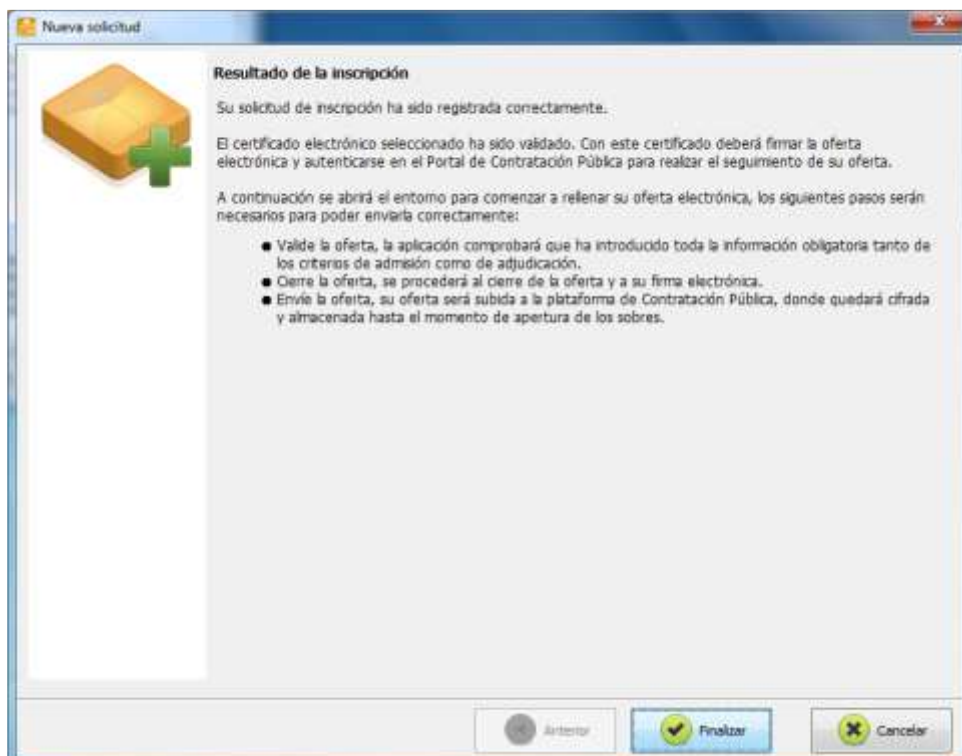 Nueva solicitud
Resultado de la inscripción
Su solicitud de inscripción ha sido registrada correctamente.
El certificado electrónico seleccionado ha sido validado. Con este certificado deberá firmar la oferta
electrónica y autenticarse en el Portal de Contratación Pública para realizar el seguimiento de su oferta.
A continuación se abrirá el entorno para comenzar a rellenar su oferta electrónica, los siguientes pasos serán
necesarios para poder enviarla correctamente:
● Valide la oferta, la aplicación comprobará que ha introducido toda la información obligatoria tanto de
los criterios de admisión como de adjudicación.
● Cierre la oferta, se procederá al cierre de la oferta y a su firma electrónica.
● Envíe la oferta, su oferta será subida a la plataforma de Contratación Pública, donde quedará cifrada
y almacenada hasta el momento de apertura de los sobres.
Anterior
Finalizar
Cancelar